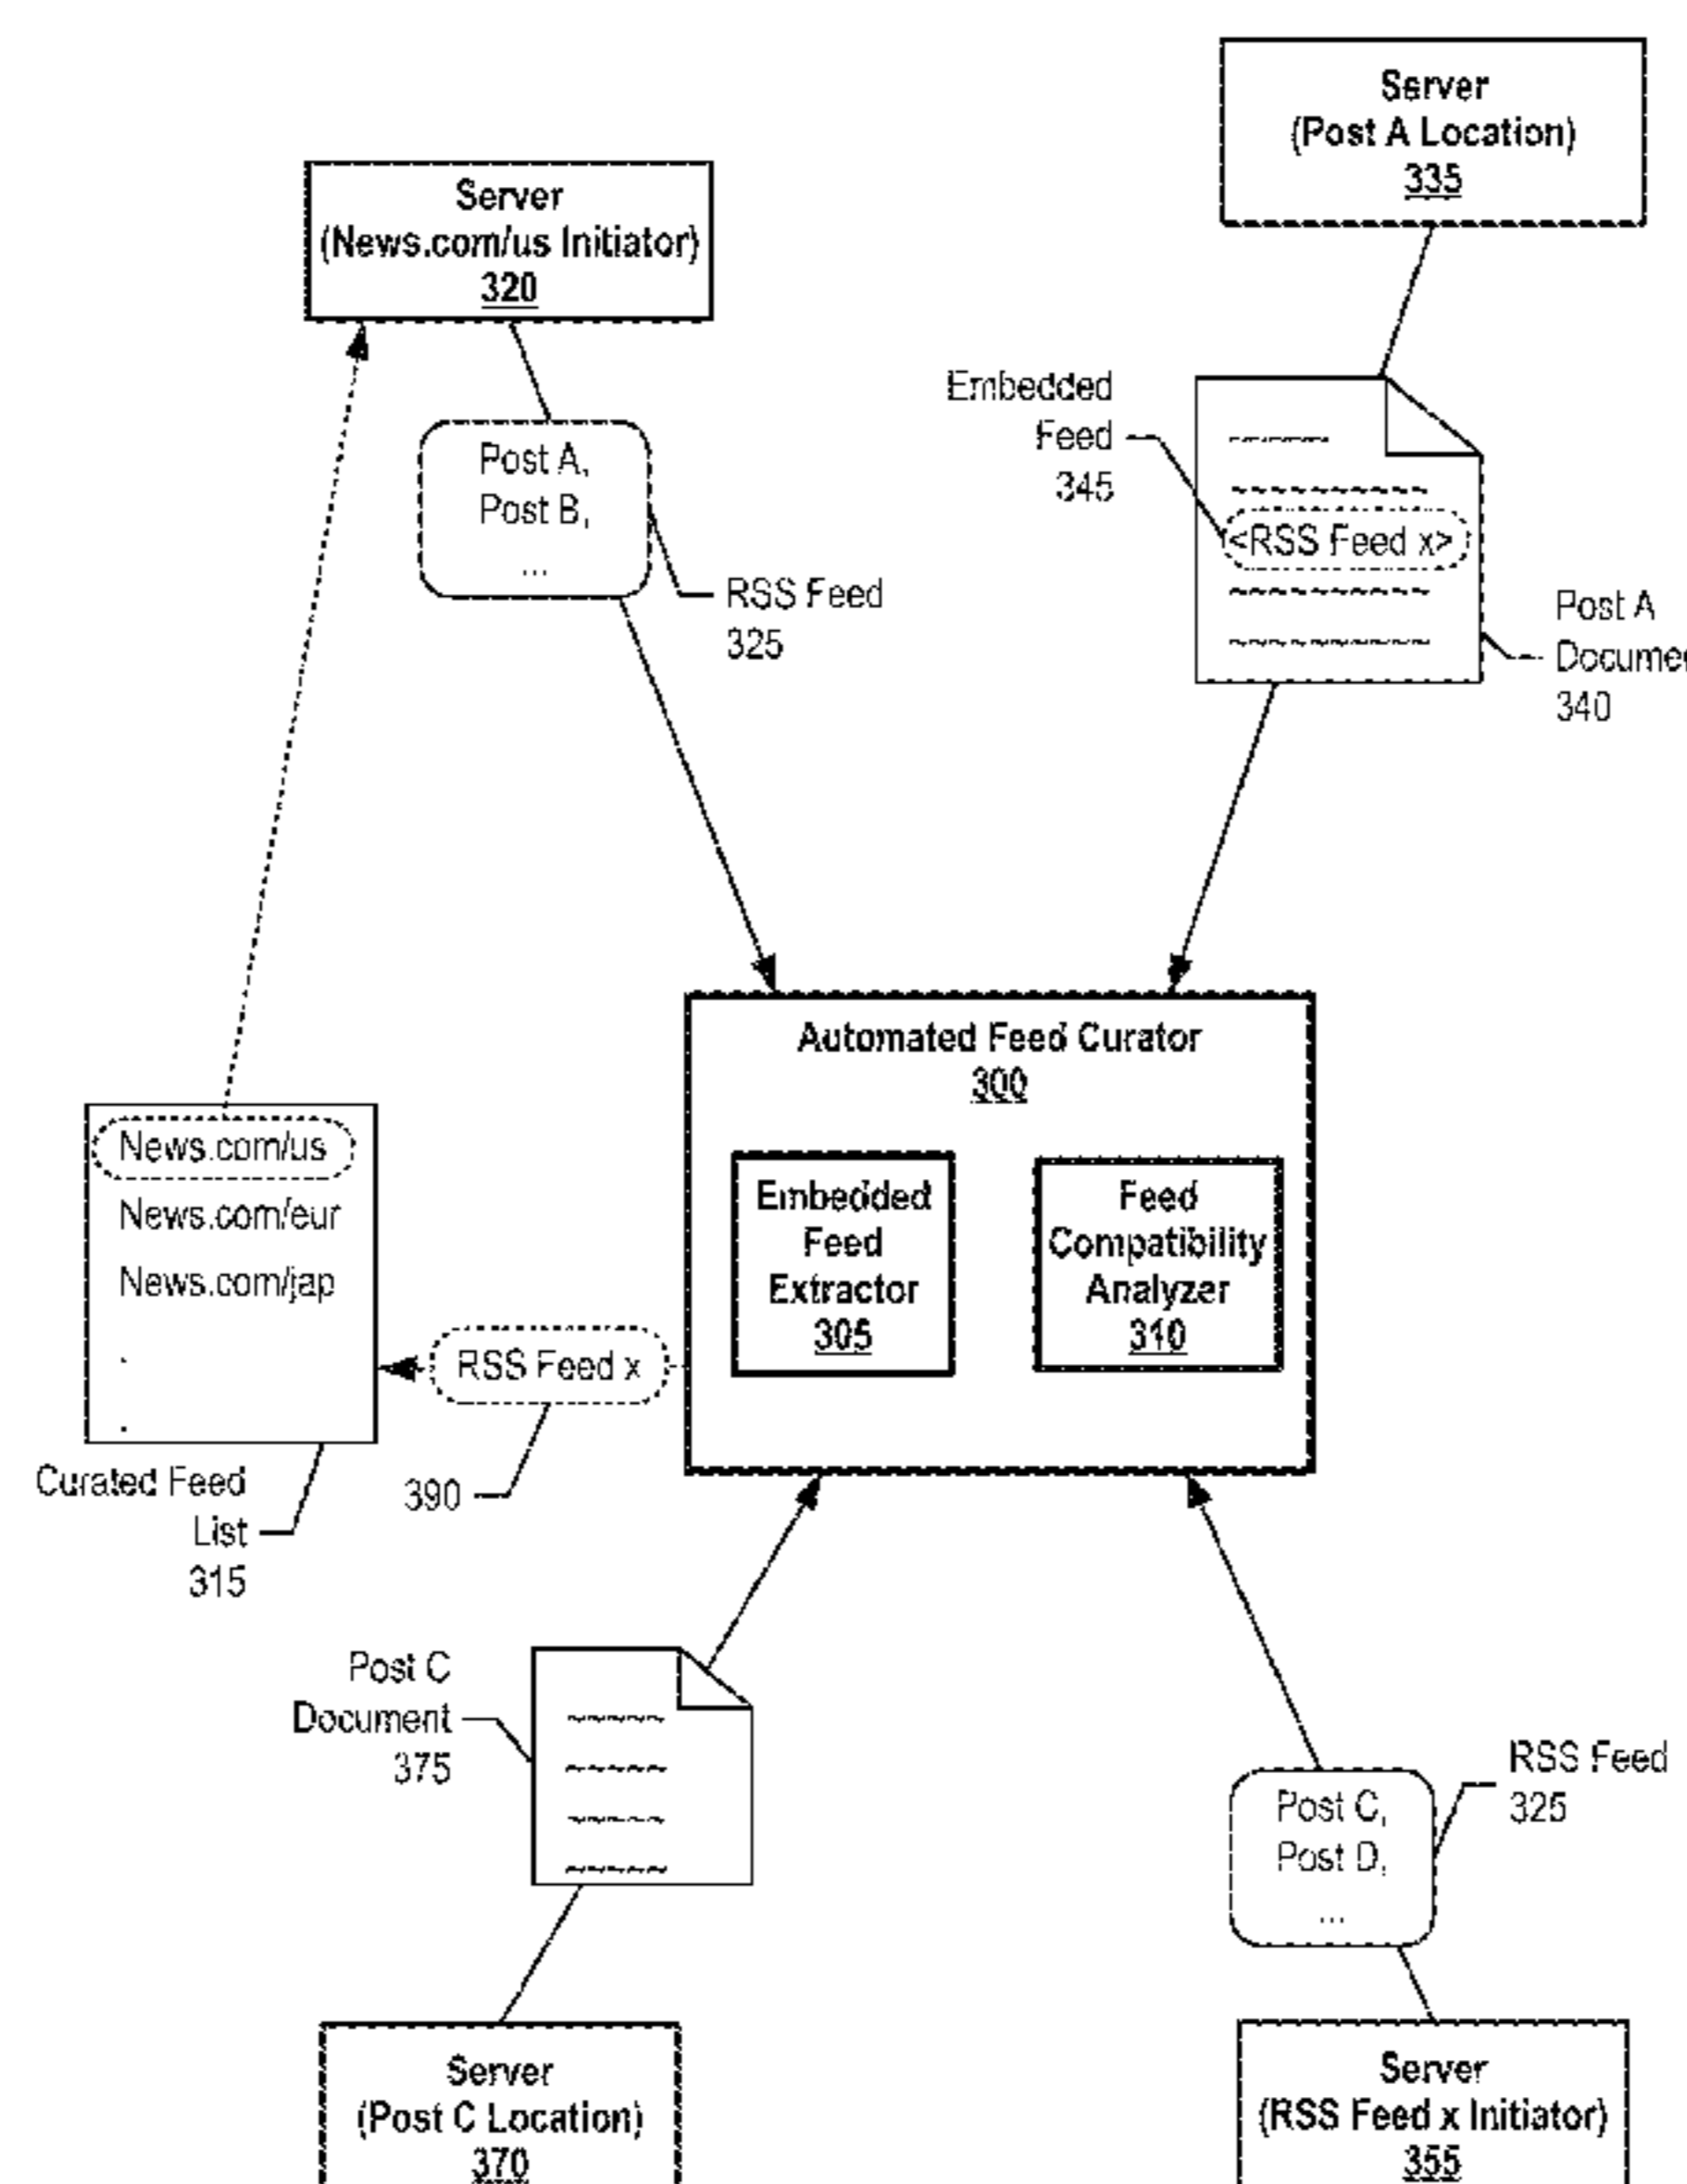 Server
(Post A Location)
335
Server
(News.com/us Initiator)
320
Embedded
Feed
345
Post A,
Post B,
...
<RSS Feed x>
RSS Feed
325
Post A
Documen
340
Automated Feed Curator
300
News.com/us
News.com/eur
News.com/jap
.
.
Embedded
Feed
Extractor
305
Feed
Compatibility
Analyzer
310
RSS Feed x
390
Curated Feed
List
315
Post C
Document
375
RSS Feed
325
Post C,
Post D,
...
Server
(Post C Location)
370
Server
(RSS Feed x Initiator)
355